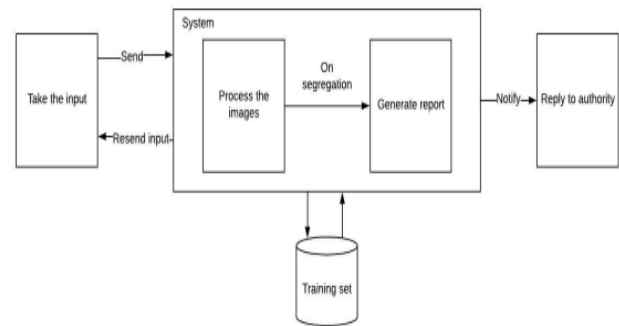 System
Send
On
segregation
Take the input
Process the
images
Generate report
Notify
Reply to authority
Resend input
Training set